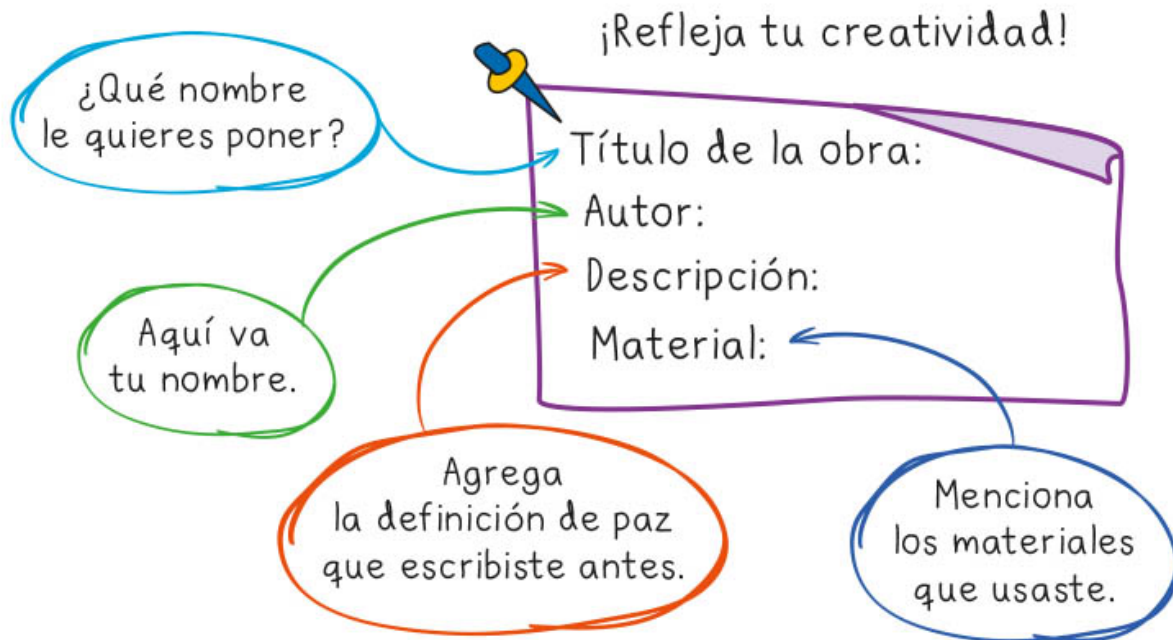 ¡Refleja tu creatividad!
¿Qué nombre
le quieres poner?
Título de la obra:
Autor:
Descripción:
Material:
Aquí va
tu nombre.
Agrega
la definición de paz
que escribiste antes.
Menciona
los materiales
que usaste.